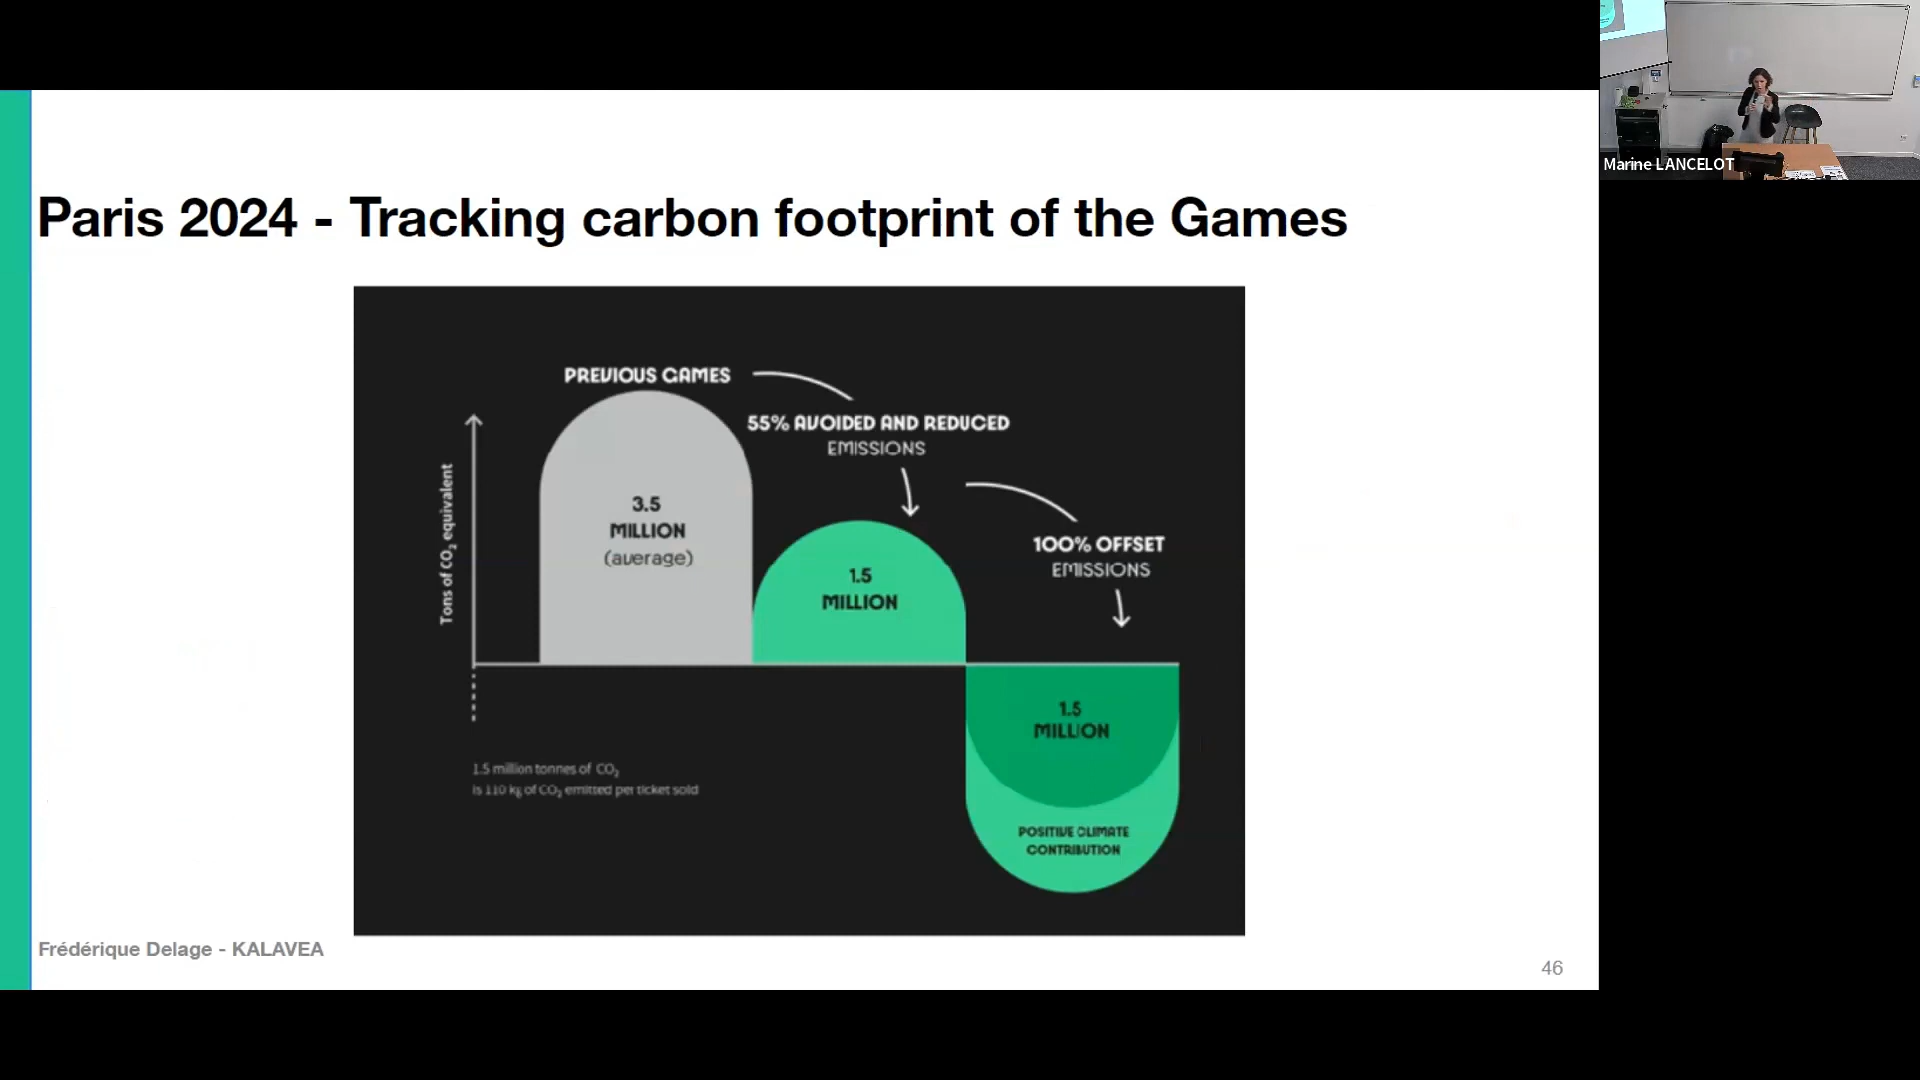 Marine LANCELOT
Paris 2024 - Tracking carbon footprint of the Games
PREVIOUS GAMES
55% AVOIDED AND REDUCED
EMISSIONS
Tons of CO₂ equivalent
3.5
MILLION
(average)
1.5
MILLION
100% OFFSET
EMISSIONS
1.5
MILLION
1.5 million tonnes of CO₂
is 110 kg of CO₂ emitted per ticket sold
POSITIVE CLIMATE
CONTRIBUTION
Frédérique Delage - KALAVEA
46